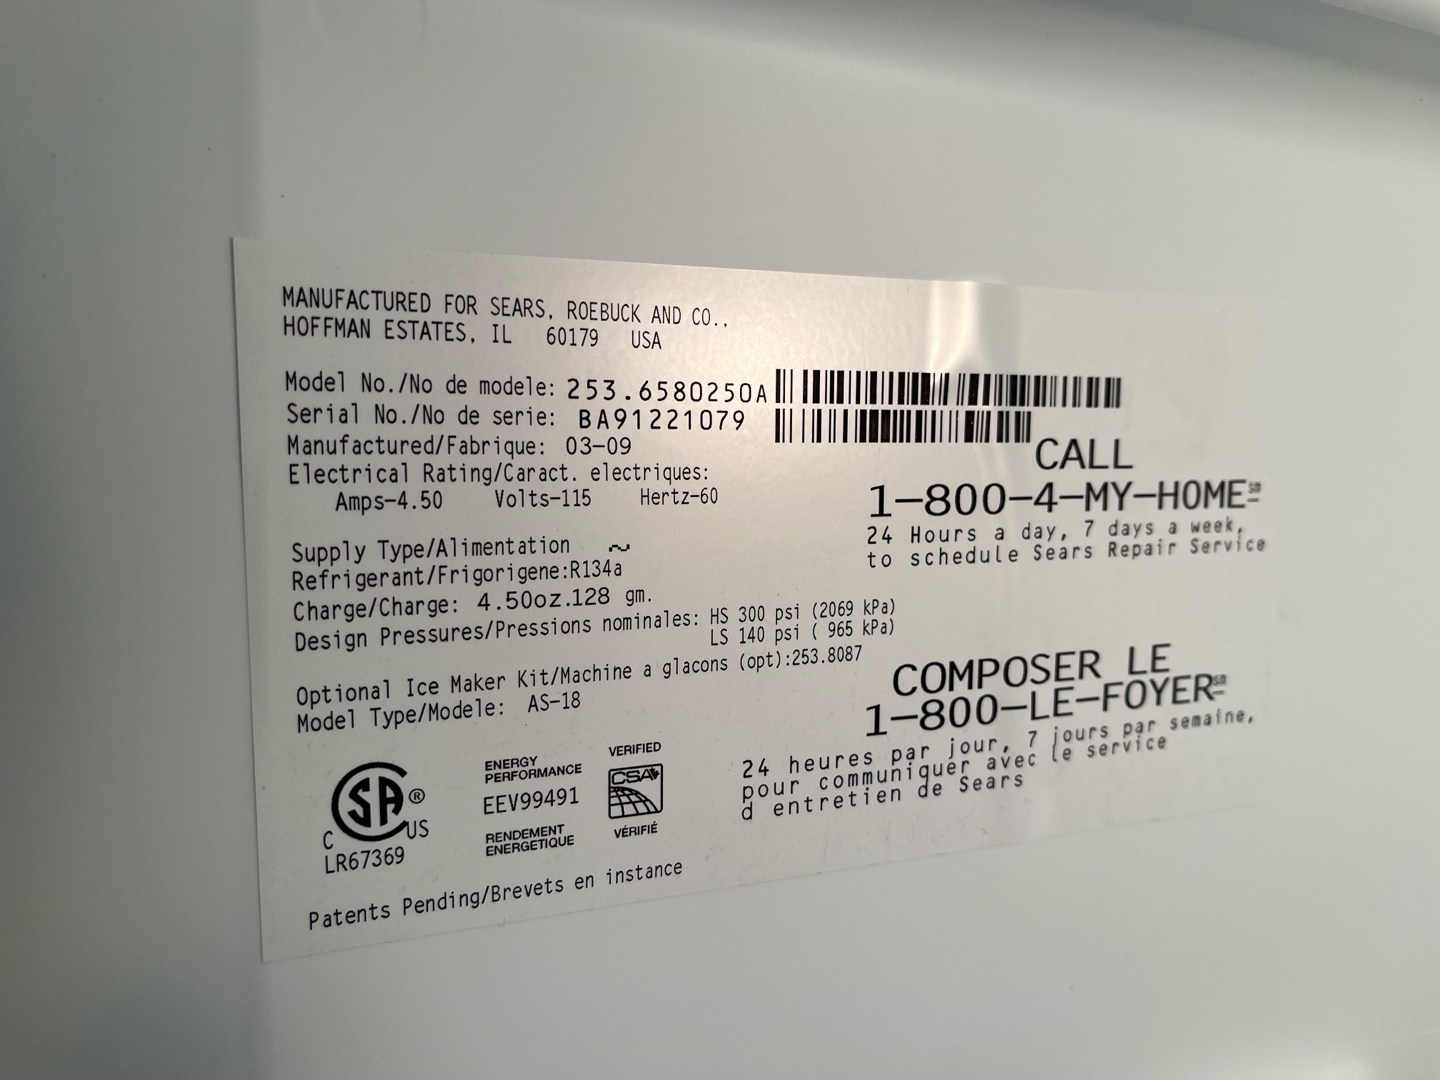 MANUFACTURED FOR SEARS, ROEBUCK AND CO.,
HOFFMAN ESTATES, IL 60179 USA
Model No./No de modele: 253.6580250A
Serial No./No de serie: BA91221079
Manufactured/Fabrique: 03-09
Electrical Rating/Caract. electriques:
Amps-4.50 Volts-115 Hertz-60
Supply Type/Alimentation ~
Refrigerant/Frigorigene:R134a
Charge/Charge: 4.50oz.128 gm.
Design Pressures/Pressions nominales: HS 300 psi (2069 kPa)
LS 140 psi ( 965 kPa)
Optional Ice Maker Kit/Machine a glacons (opt):253.8087
Model Type/Modele: AS-18
CALL
1-800-4-MY-HOME℠
24 Hours a day, 7 days a week,
to schedule Sears Repair Service
COMPOSER LE
1-800-LE-FOYER℠
24 heures par jour, 7 jours par semaine,
pour communiquer avec le service
d entretien de Sears
C SA ® US
LR67369
ENERGY
PERFORMANCE
EEV99491
RENDEMENT
ENERGETIQUE
VERIFIED
CSA
VÉRIFIÉ
Patents Pending/Brevets en instance